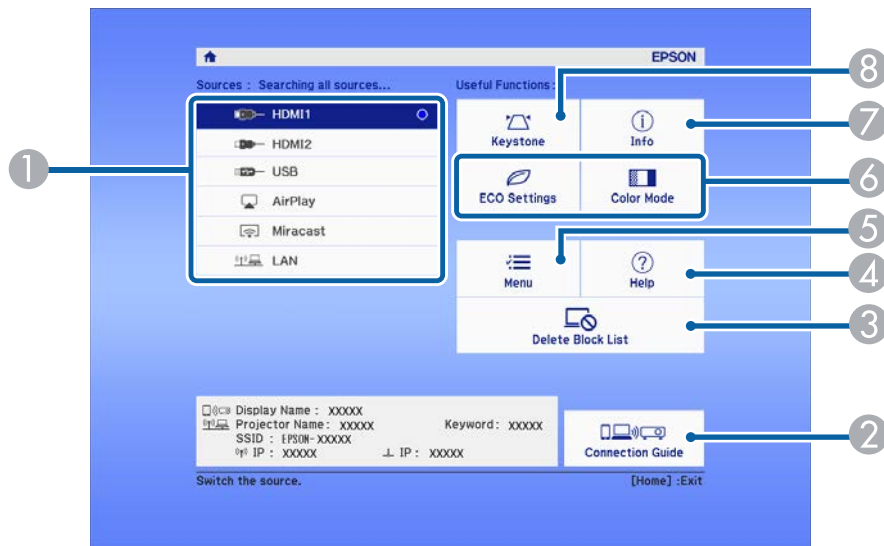 EPSON
Sources : Searching all sources...
Useful Functions:
HDMI1
HDMI2
USB
AirPlay
Miracast
LAN
Keystone
Info
ECO Settings
Color Mode
Menu
Help
Delete Block List
Display Name : XXXXX
Projector Name : XXXXX Keyword : XXXXX
SSID : EPSON-XXXXX
IP : XXXXX IP : XXXXX
Connection Guide
Switch the source.
[Home] :Exit
1
8
7
6
5
4
3
2